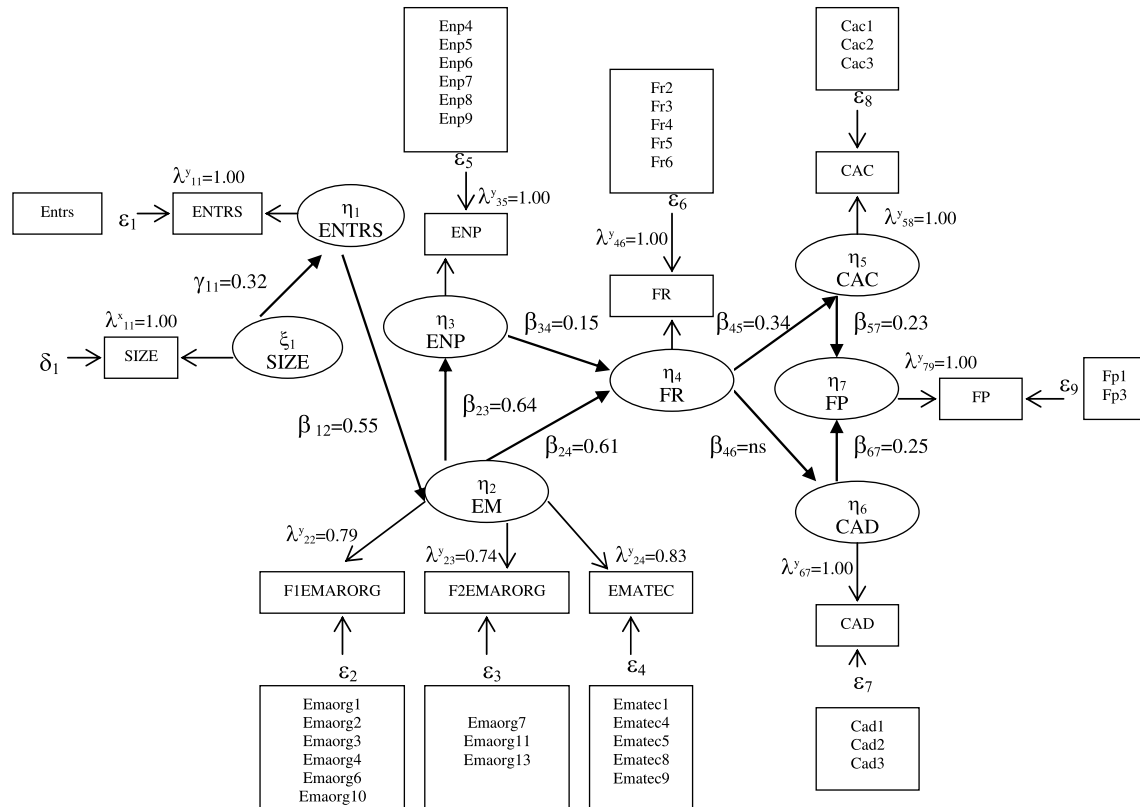 Enp4
Enp5
Enp6
Enp7
Enp8
Enp9
ε5
λy35=1.00
ENP
Fr2
Fr3
Fr4
Fr5
Fr6
ε6
λy46=1.00
FR
Cac1
Cac2
Cac3
ε8
CAC
λy58=1.00
Entrs
ε1
λy11=1.00
ENTRS
η1
ENTRS
γ11=0.32
λx11=1.00
δ1
SIZE
ξ1
SIZE
β 12=0.55
η3
ENP
β34=0.15
β23=0.64
β24=0.61
η4
FR
β45=0.34
β46=ns
η5
CAC
β57=0.23
η7
FP
λy79=1.00
FP
ε9
Fp1
Fp3
β67=0.25
η6
CAD
λy67=1.00
CAD
ε7
Cad1
Cad2
Cad3
η2
EM
λy22=0.79
λy23=0.74
λy24=0.83
F1EMARORG
F2EMARORG
EMATEC
ε2
ε3
ε4
Emaorg1
Emaorg2
Emaorg3
Emaorg4
Emaorg6
Emaorg10
Emaorg7
Emaorg11
Emaorg13
Ematec1
Ematec4
Ematec5
Ematec8
Ematec9